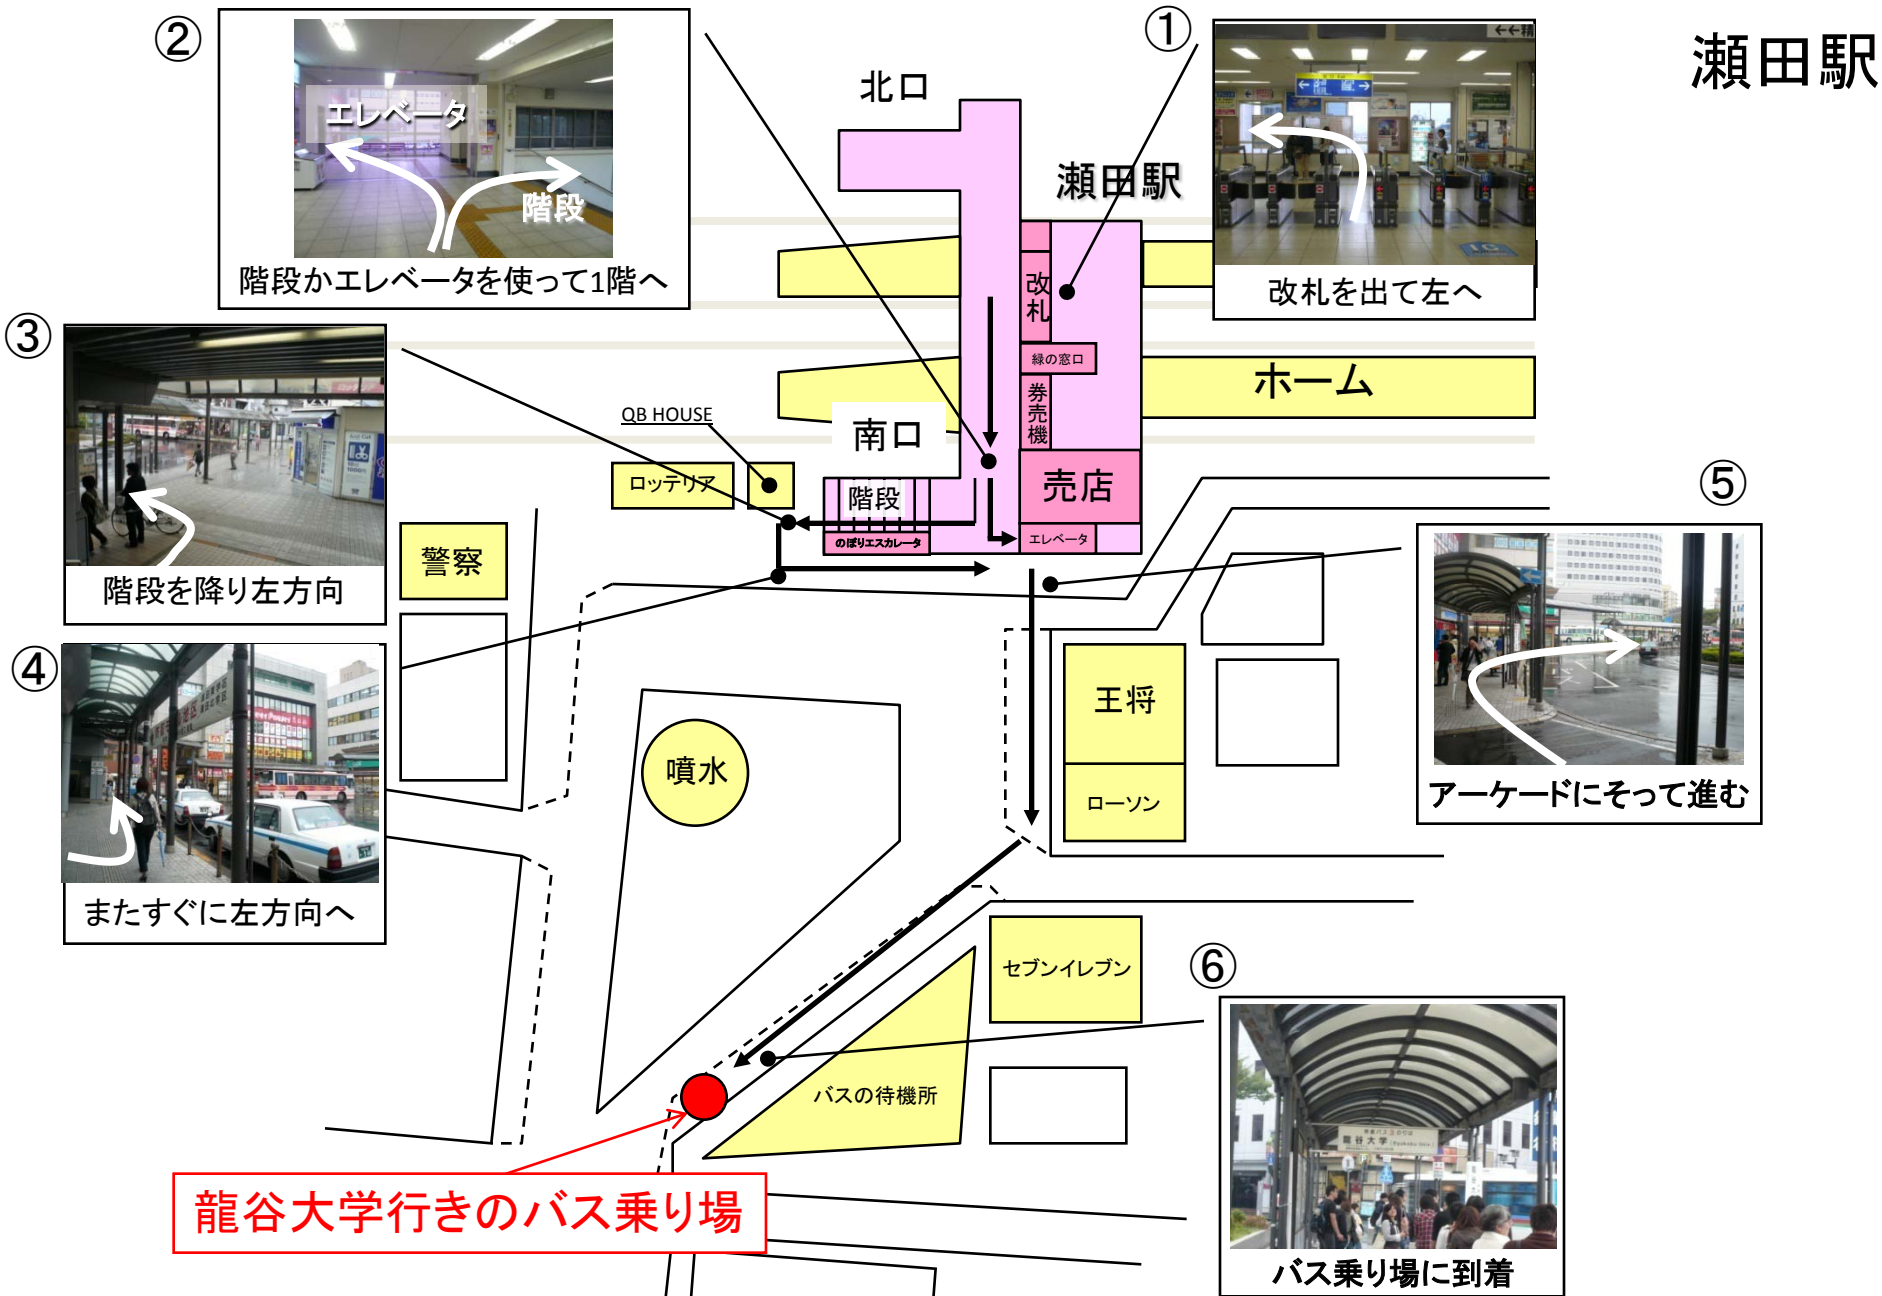 瀬田駅
①
改札を出て左へ
②
エレベータ
階段
階段かエレベータを使って1階へ
北口
瀬田駅
改札
緑の窓口
券売機
ホーム
③
階段を降り左方向
QB HOUSE
南口
売店
ロッテリア
階段
エレベータ
のぼりエスカレータ
警察
④
またすぐに左方向へ
⑤
アーケードにそって進む
王将
ローソン
噴水
セブンイレブン
バスの待機所
⑥
龍谷大学
バス乗り場に到着
龍谷大学行きのバス乗り場